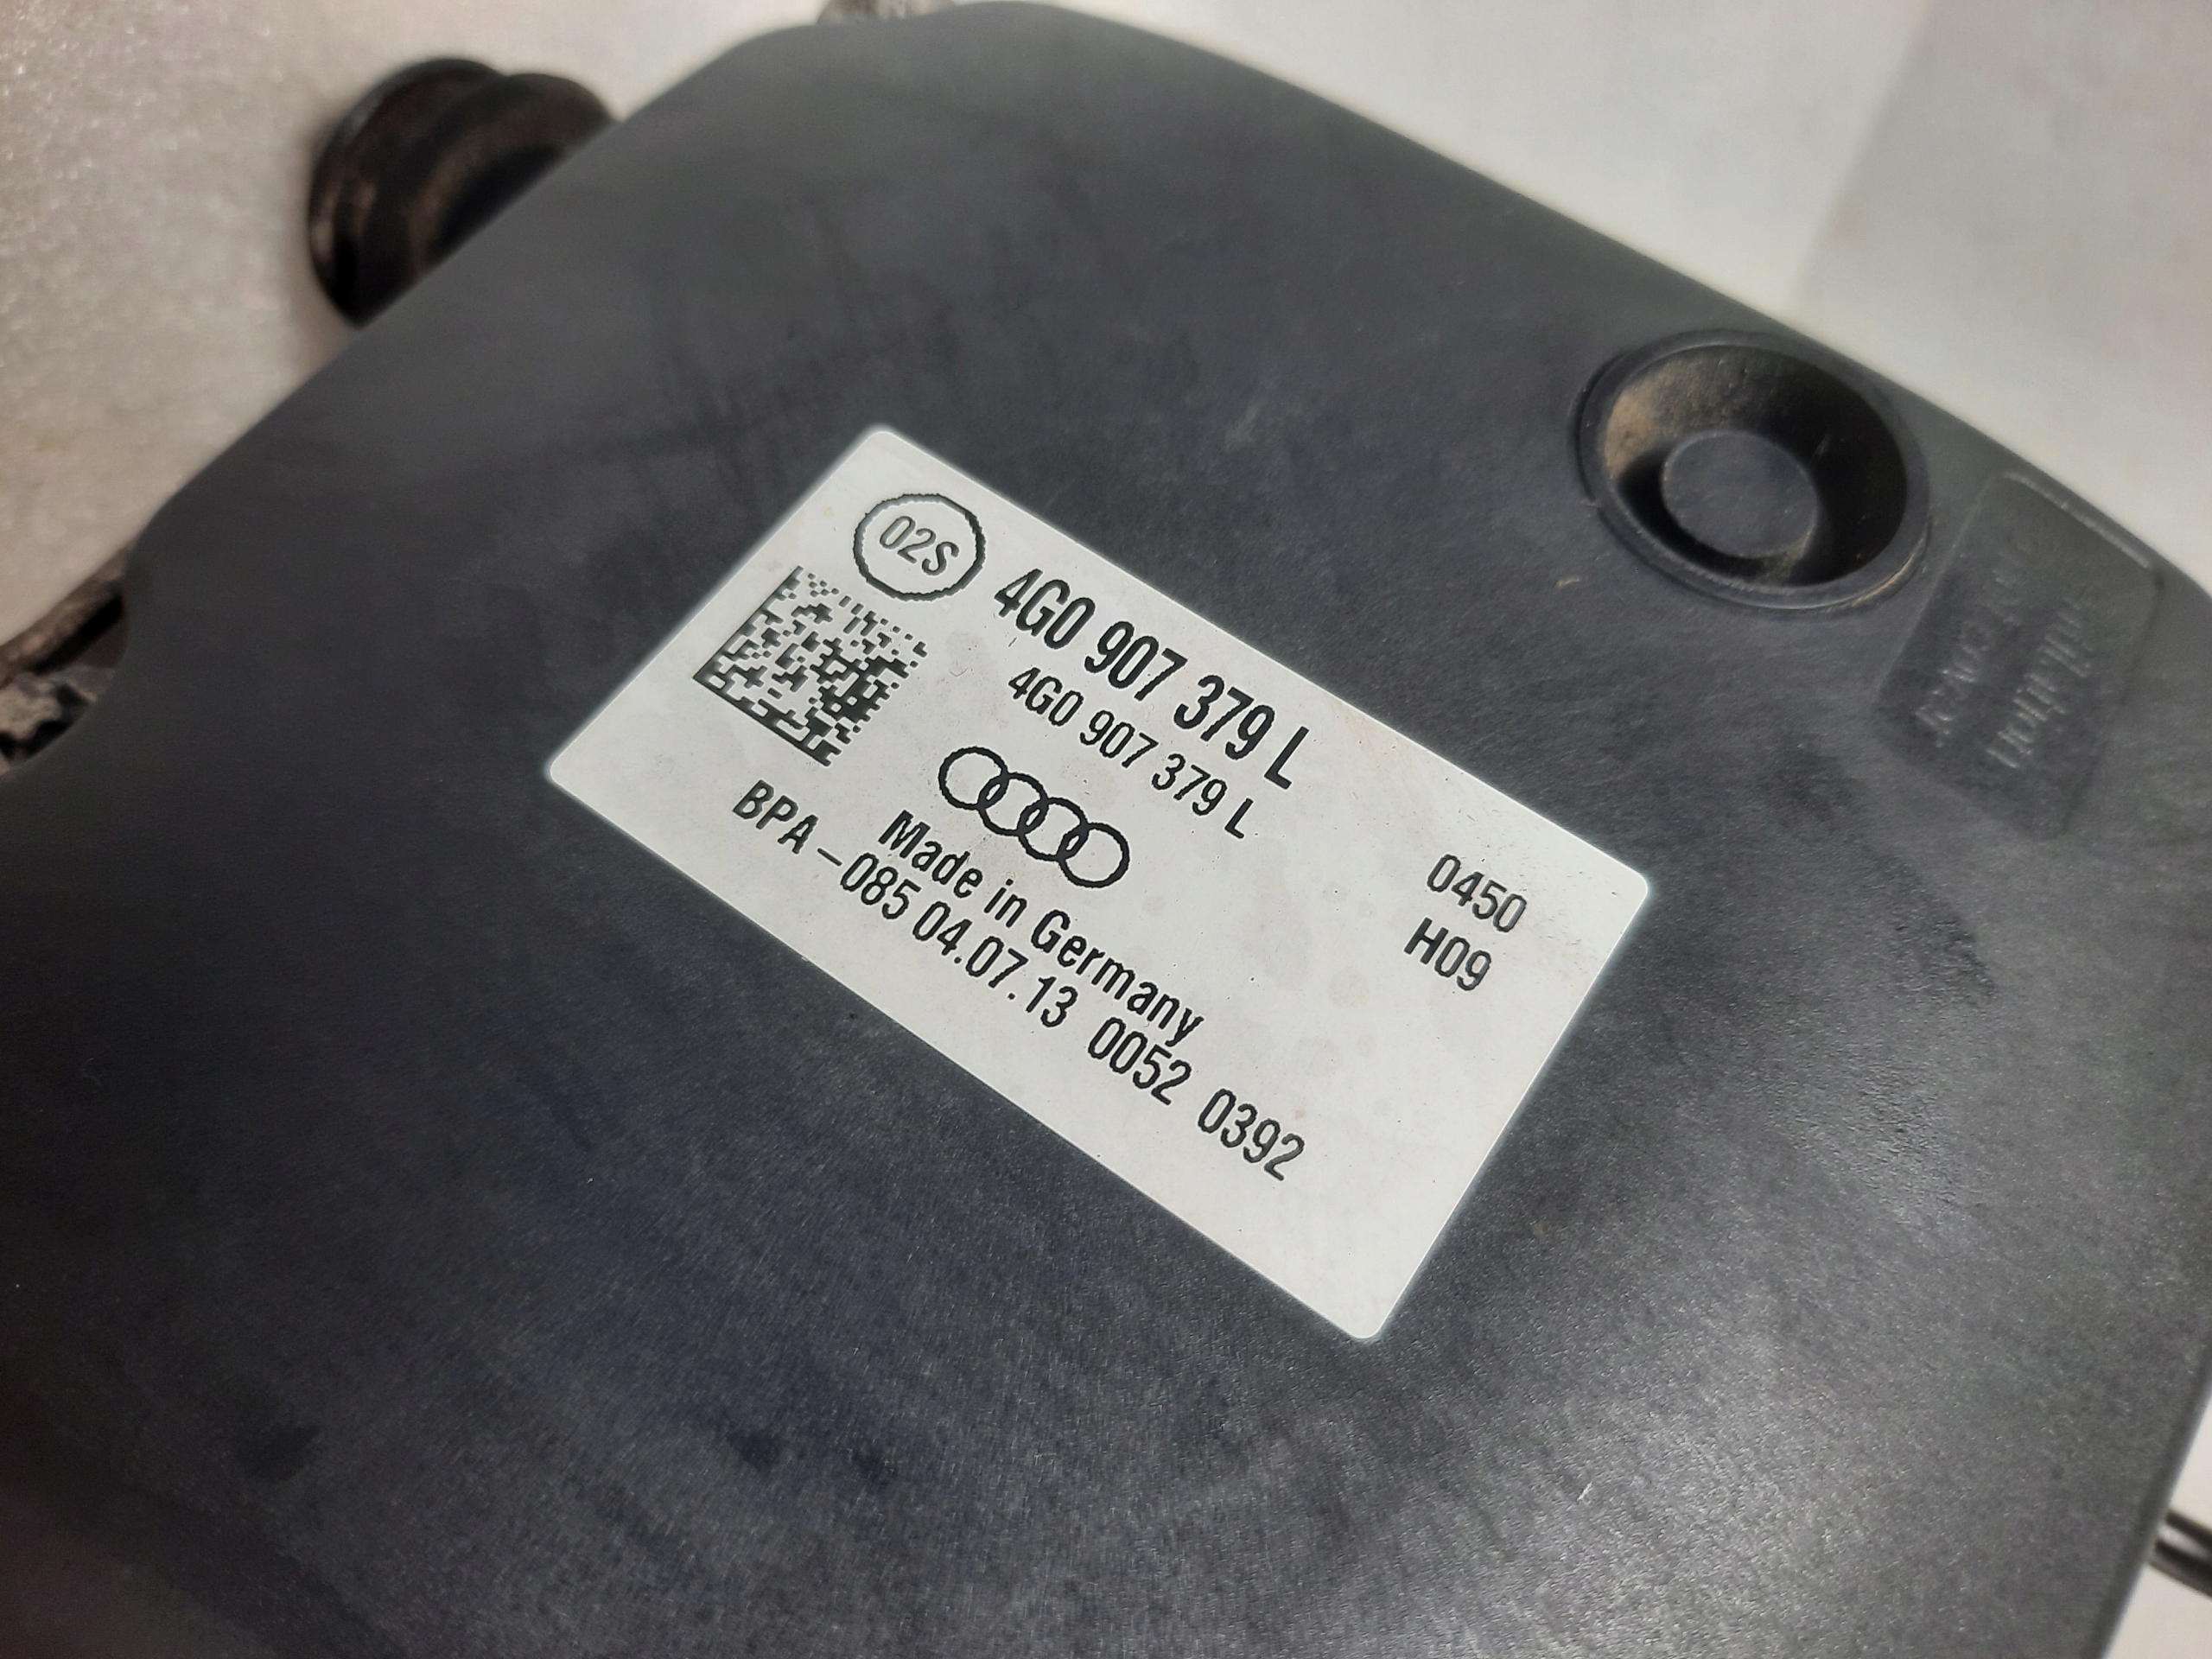 02S
4G0 907 379 L
4G0 907 379 L
0450
H09
Made in Germany
BPA -085 04.07.13 0052 0392